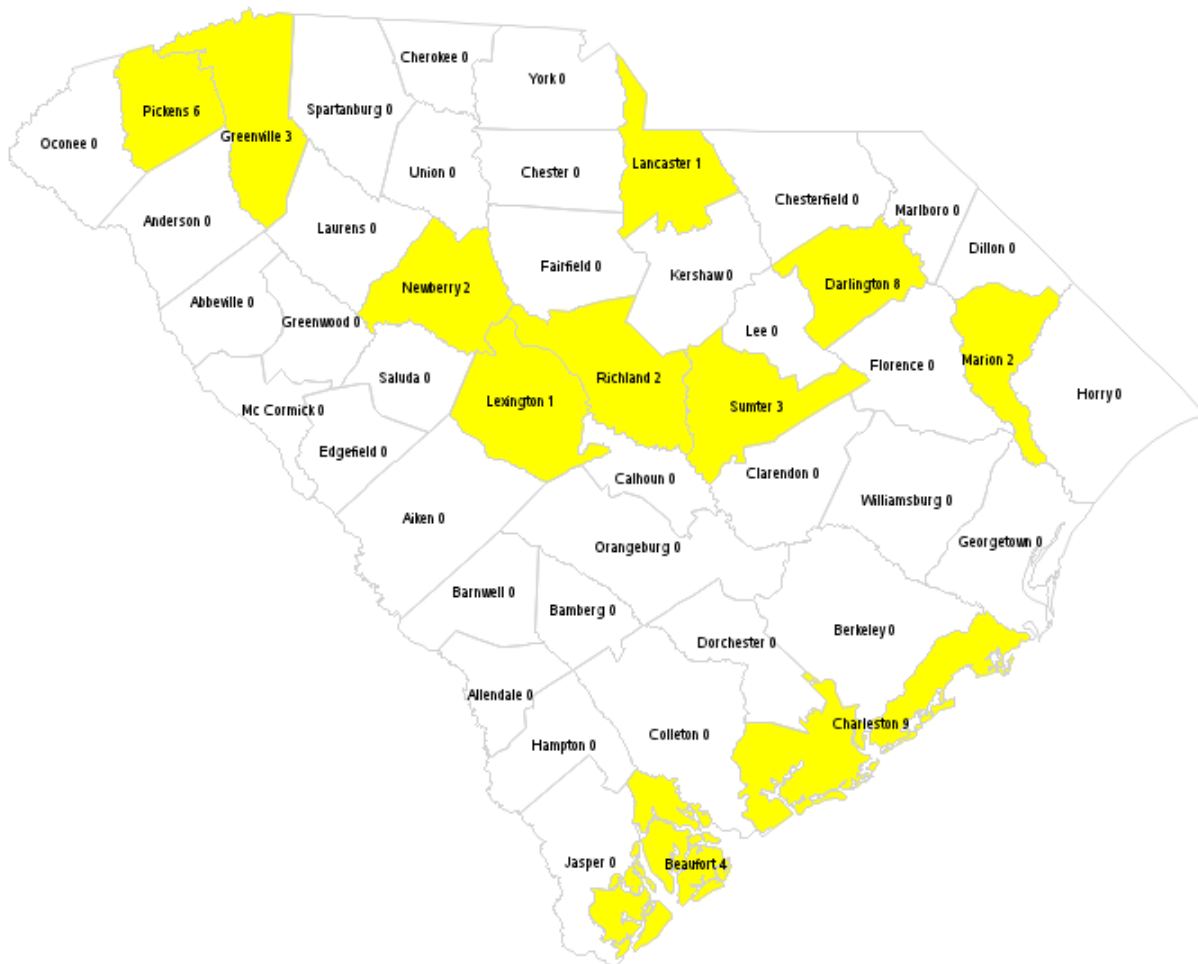 Cherokee 0
York 0
Pickens 6
Spartanburg 0
Greenville 3
Oconee 0
Lancaster 1
Union 0
Chester 0
Chesterfield 0
Marlboro 0
Anderson 0
Laurens 0
Dillon 0
Fairfield 0
Kershaw 0
Newberry 2
Darlington 8
Abbeville 0
Greenwood 0
Lee 0
Marion 2
Florence 0
Saluda 0
Richland 2
Horry 0
Lexington 1
Sumter 3
Mc Cormick 0
Edgefield 0
Clarendon 0
Calhoun 0
Williamsburg 0
Aiken 0
Georgetown 0
Orangeburg 0
Barnwell 0
Bamberg 0
Berkeley 0
Dorchester 0
Allendale 0
Charleston 9
Colleton 0
Hampton 0
Jasper 0
Beaufort 4